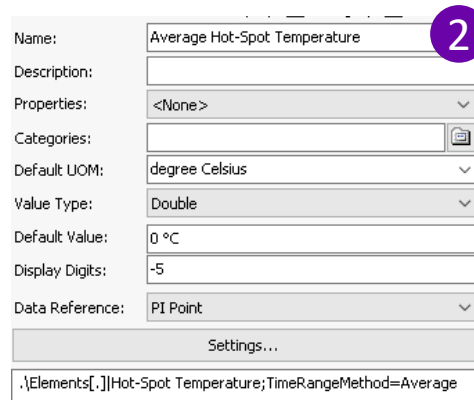 Name: Average Hot-Spot Temperature 2
Description:
Properties: <None>
Categories:
Default UOM: degree Celsius
Value Type: Double
Default Value: 0 °C
Display Digits: -5
Data Reference: PI Point
Settings...
.\Elements[.]|Hot-Spot Temperature;TimeRangeMethod=Average